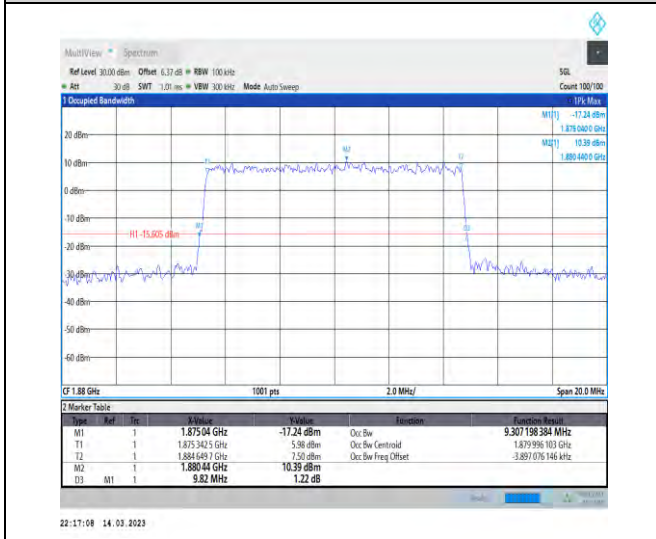 MultiView Spectrum
Ref Level 30.00 dBm Offset 6.37 dB RBW 100 kHz SGL
Att 30 dB SWT 1.01 ms VBW 300 kHz Mode Auto Sweep Count 100/100
1 Occupied Bandwidth 1Pk Max
M1[1] -17.24 dBm
1.875 040 0 GHz
M2[1] 10.39 dBm
1.880 440 0 GHz
20 dBm
M2
T1 T2
10 dBm
0 dBm
-10 dBm
M1 D3
H1 -15.605 dBm
-20 dBm
-30 dBm
-40 dBm
-50 dBm
-60 dBm
CF 1.88 GHz 1001 pts 2.0 MHz/ Span 20.0 MHz
2 Marker Table
Type Ref Trc X-Value Y-Value Function Function Result
M1 1 1.875 04 GHz -17.24 dBm Occ Bw 9.307 198 384 MHz
T1 1 1.875 342 5 GHz 5.98 dBm Occ Bw Centroid 1.879 996 103 GHz
T2 1 1.884 649 7 GHz 7.50 dBm Occ Bw Freq Offset -3.897 076 146 kHz
M2 1 1.880 44 GHz 10.39 dBm
D3 M1 1 9.82 MHz 1.22 dB
22:17:08 14.03.2023